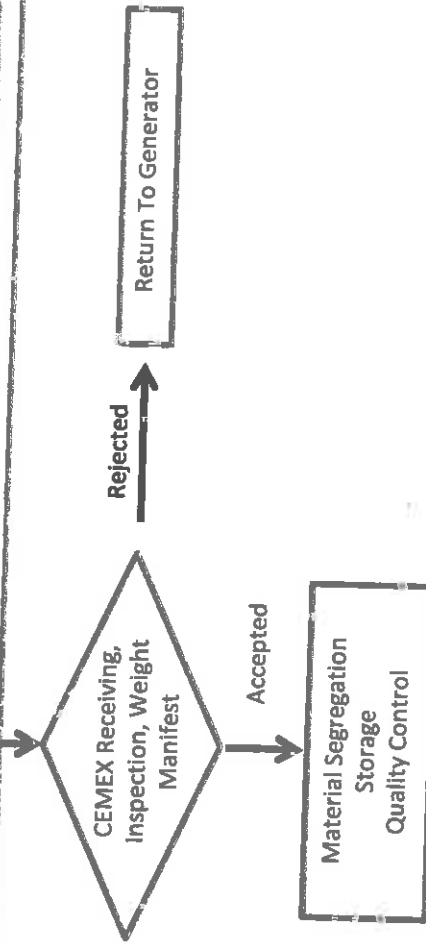 CEMEX Receiving,
Inspection, Weight
Manifest
Rejected
Return To Generator
Accepted
Material Segregation
Storage
Quality Control